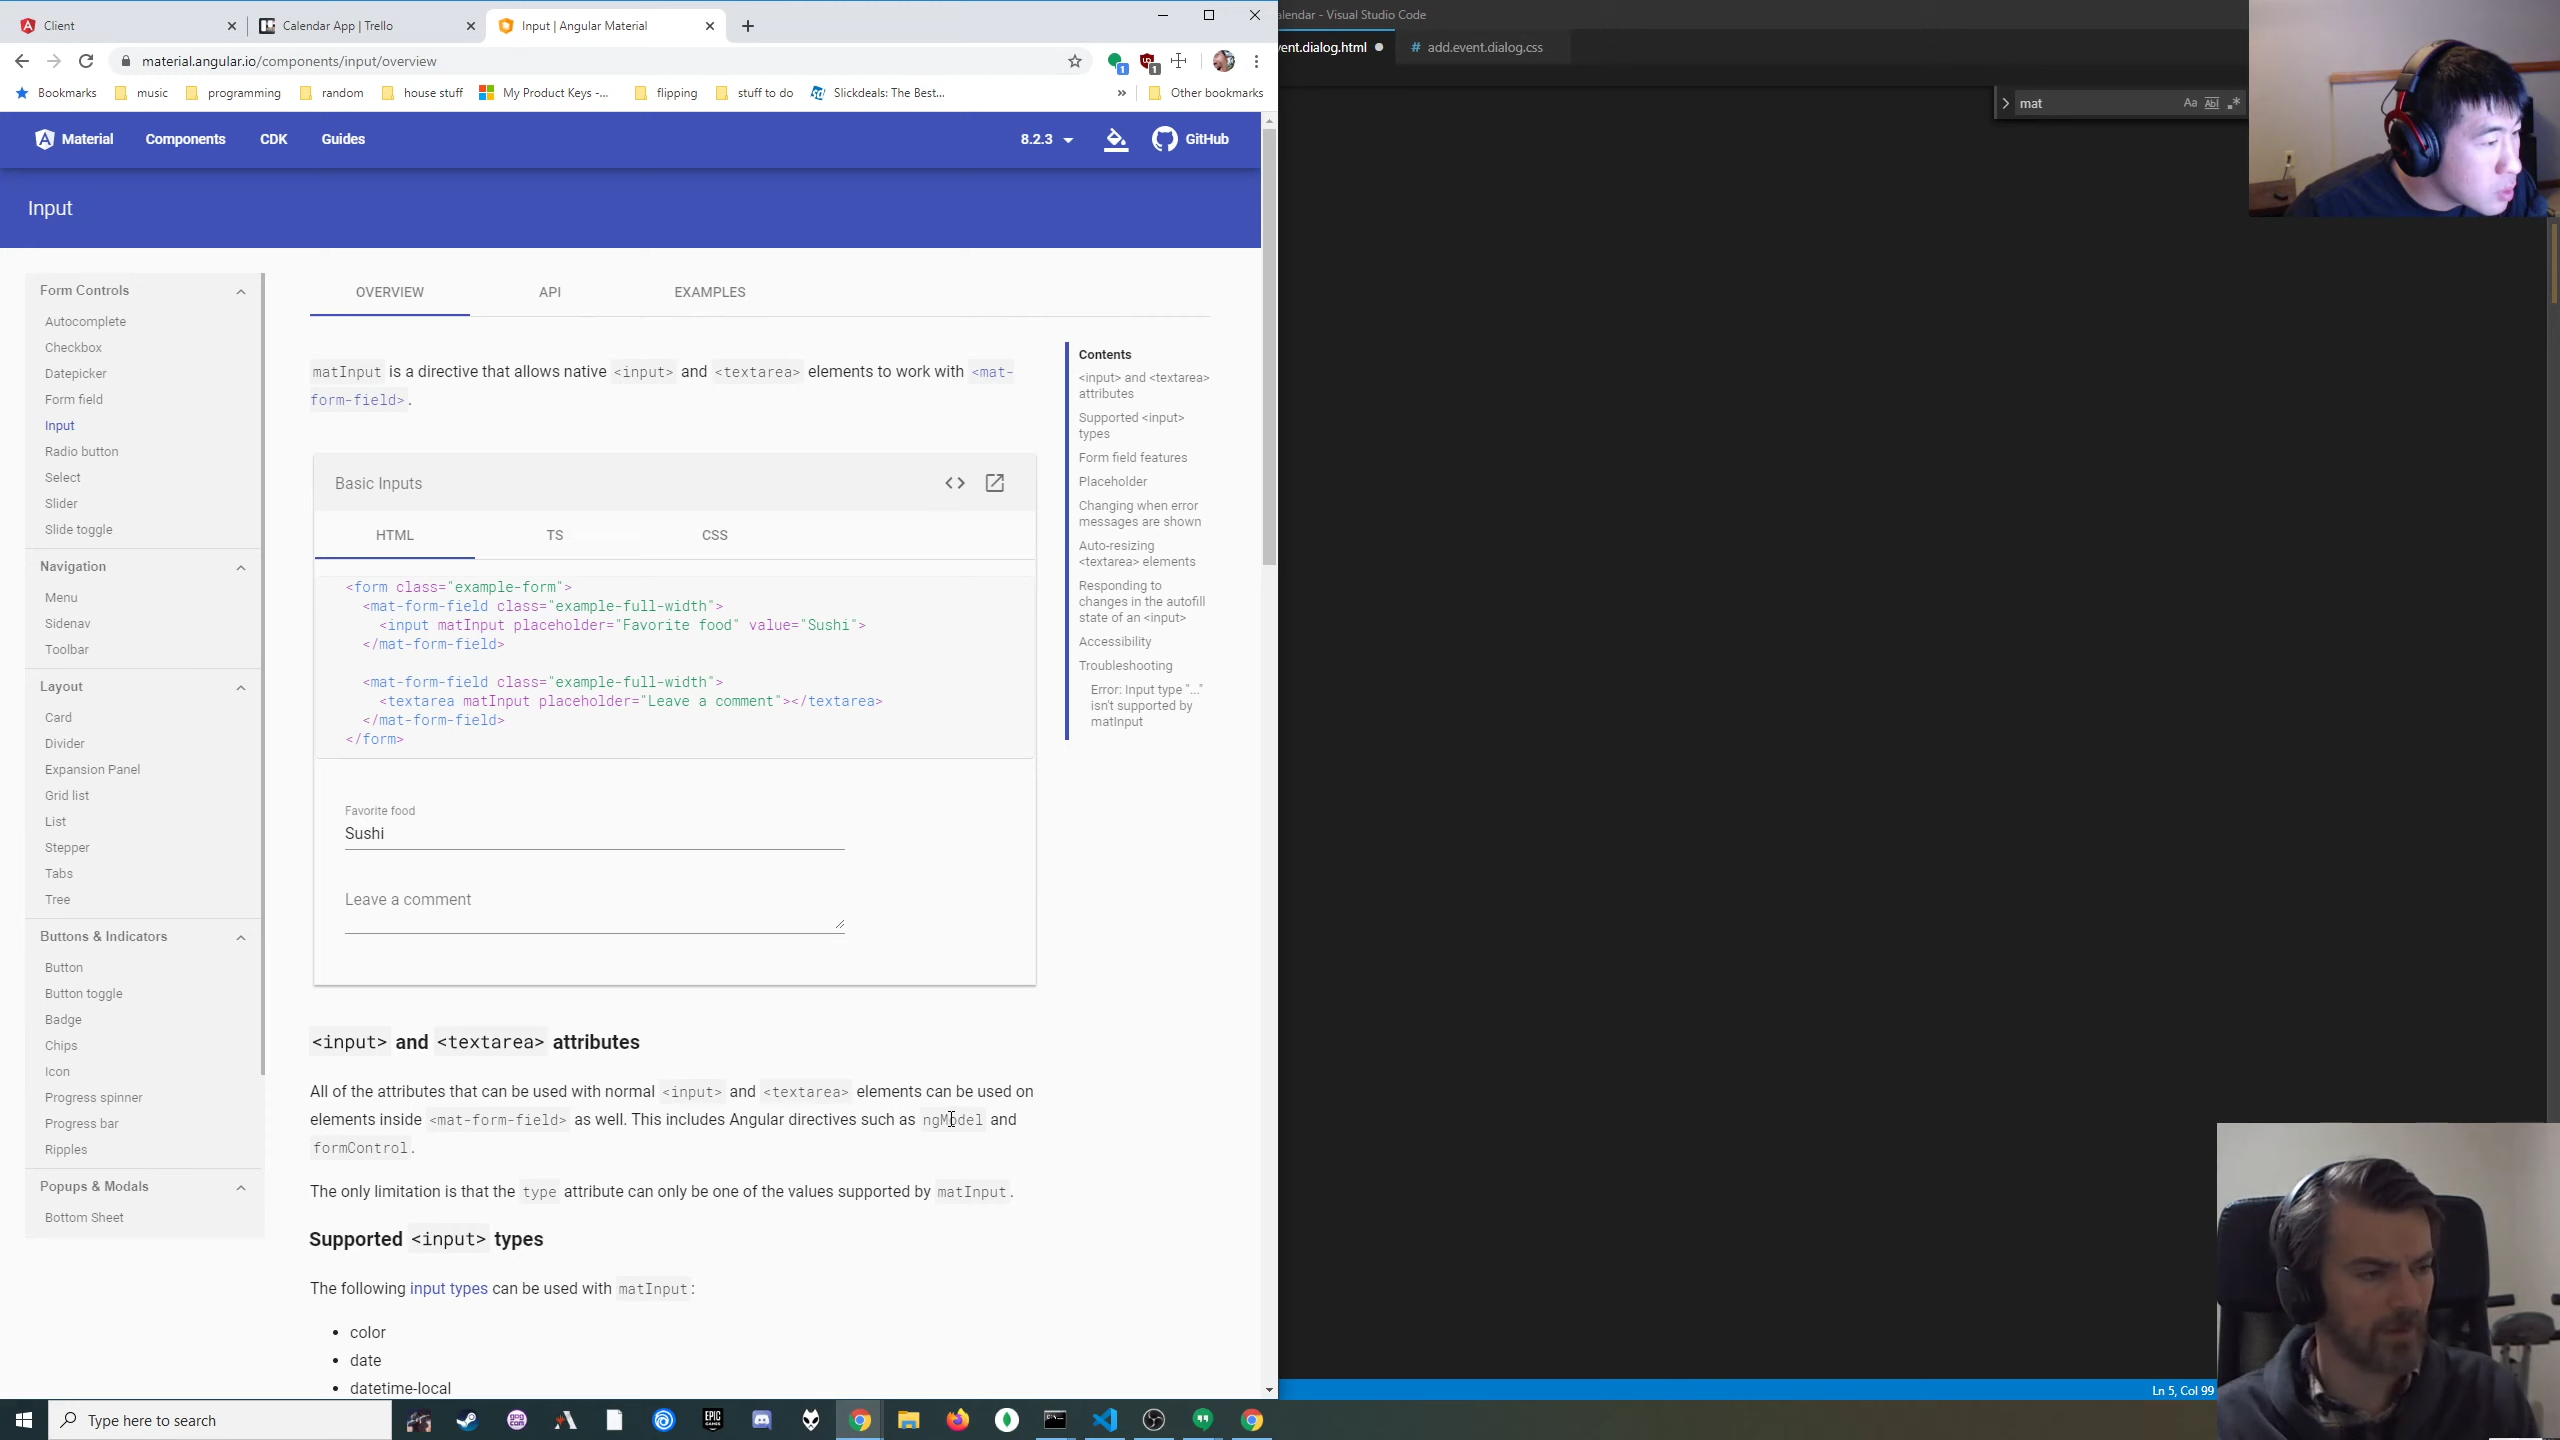 Client
Calendar App | Trello
Input | Angular Material
material.angular.io/components/input/overview
Bookmarks
music
programming
random
house stuff
My Product Keys -...
flipping
stuff to do
Slickdeals: The Best...
»
Other bookmarks
Material
Components
CDK
Guides
8.2.3
GitHub
Input
Form Controls
Autocomplete
Checkbox
Datepicker
Form field
Input
Radio button
Select
Slider
Slide toggle
Navigation
Menu
Sidenav
Toolbar
Layout
Card
Divider
Expansion Panel
Grid list
List
Stepper
Tabs
Tree
Buttons & Indicators
Button
Button toggle
Badge
Chips
Icon
Progress spinner
Progress bar
Ripples
Popups & Modals
Bottom Sheet
OVERVIEW
API
EXAMPLES
matInput is a directive that allows native <input> and <textarea> elements to work with <mat-
form-field>.
Basic Inputs
HTML
TS
CSS
<form class="example-form">
<mat-form-field class="example-full-width">
<input matInput placeholder="Favorite food" value="Sushi">
</mat-form-field>
<mat-form-field class="example-full-width">
<textarea matInput placeholder="Leave a comment"></textarea>
</mat-form-field>
</form>
Favorite food
Sushi
Leave a comment
<input> and <textarea> attributes
All of the attributes that can be used with normal <input> and <textarea> elements can be used on
elements inside <mat-form-field> as well. This includes Angular directives such as ngModel and
formControl.
The only limitation is that the type attribute can only be one of the values supported by matInput.
Supported <input> types
The following input types can be used with matInput:
• color
• date
• datetime-local
Contents
<input> and <textarea>
attributes
Supported <input>
types
Form field features
Placeholder
Changing when error
messages are shown
Auto-resizing
<textarea> elements
Responding to
changes in the autofill
state of an <input>
Accessibility
Troubleshooting
Error: Input type "..."
isn't supported by
matInput
alendar - Visual Studio Code
vent.dialog.html
# add.event.dialog.css
mat
Aa
Abl
.*
Ln 5, Col 99
Type here to search
gog
com
EPIC
GAMES